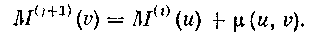 M⁽ⁱ⁺¹⁾(v) = M⁽ⁱ⁾(u) + μ(u, v).